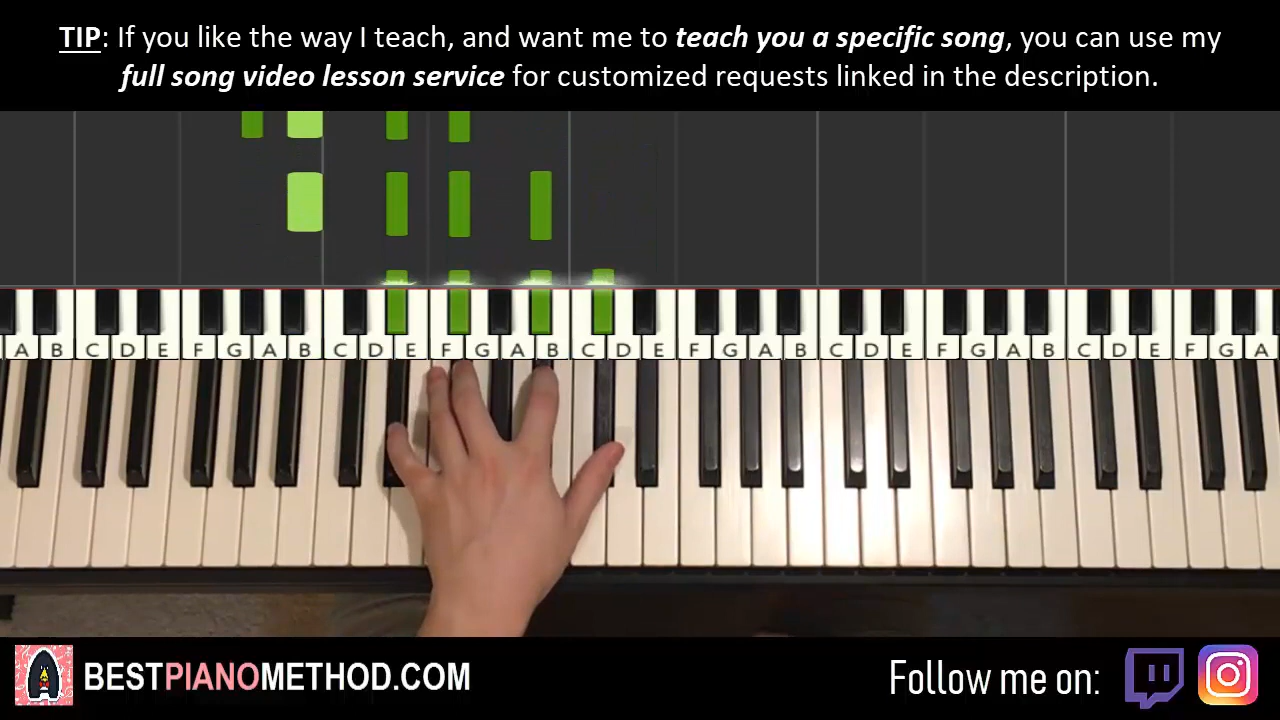 TIP: If you like the way I teach, and want me to teach you a specific song, you can use my
full song video lesson service for customized requests linked in the description.
A B C D E F G A B C D E F G A B C D E F G A B C D E F G A B C D E F G A
BESTPIANOMETHOD.COM
Follow me on: